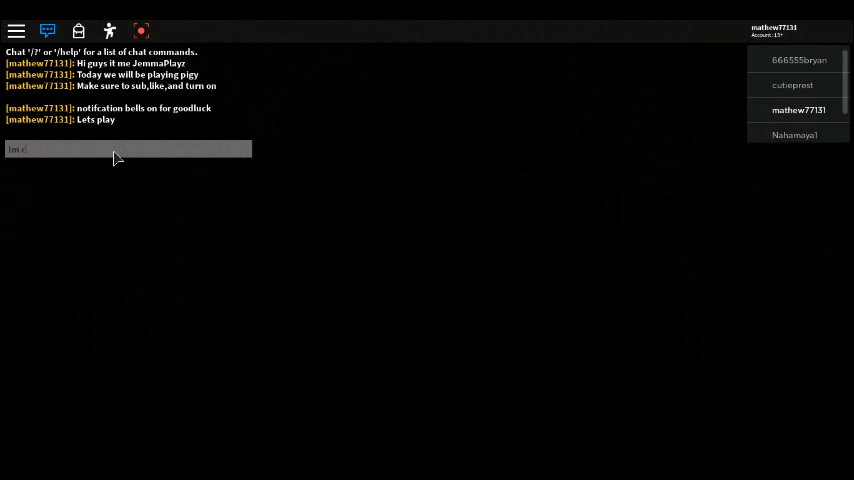 mathew77131
Account: 13+
Chat '/?' or '/help' for a list of chat commands.
[mathew77131]: Hi guys it me JemmaPlayz
[mathew77131]: Today we will be playing pigy
[mathew77131]: Make sure to sub,like,and turn on
[mathew77131]: notifcation bells on for goodluck
[mathew77131]: Lets play
Im c
666555bryan
cutieprest
mathew77131
Nahamaya1